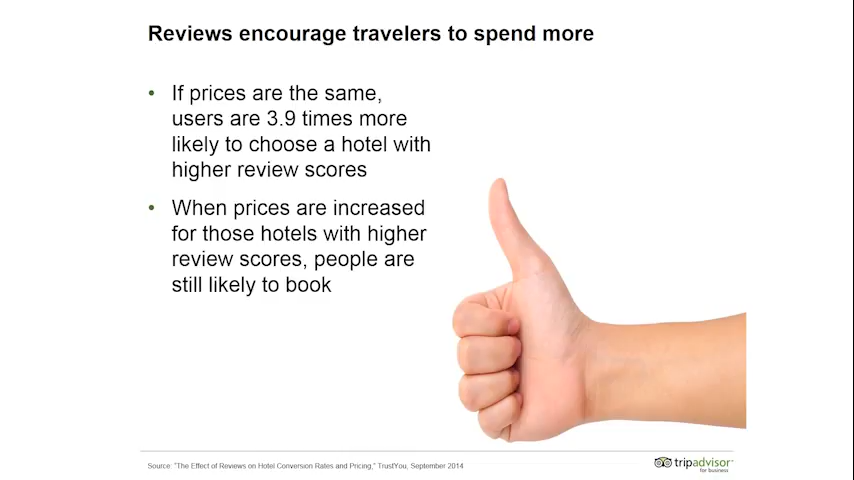 Reviews encourage travelers to spend more
• If prices are the same,
users are 3.9 times more
likely to choose a hotel with
higher review scores
• When prices are increased
for those hotels with higher
review scores, people are
still likely to book
Source: "The Effect of Reviews on Hotel Conversion Rates and Pricing," TrustYou, September 2014
tripadvisor™
for business